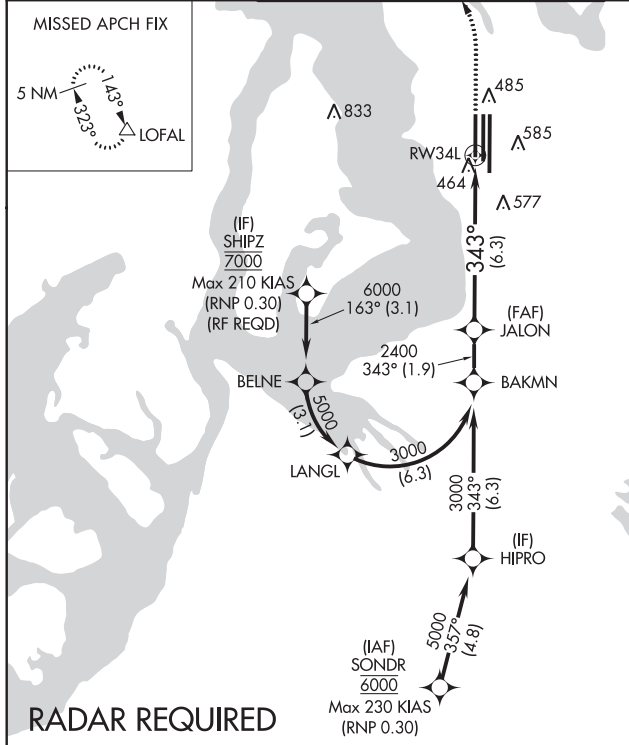 MISSED APCH FIX
5 NM
143°
323°
LOFAL
833
485
585
RW34L
464
577
343°
(6.3)
(IF)
SHIPZ
7000
Max 210 KIAS
(RNP 0.30)
(RF REQD)
6000
163° (3.1)
(FAF)
JALON
2400
343° (1.9)
BELNE
BAKMN
5000
(3.1)
LANGL
3000
(6.3)
3000
343°
(6.3)
(IF)
HIPRO
5000
357°
(4.8)
(IAF)
SONDR
6000
Max 230 KIAS
(RNP 0.30)
RADAR REQUIRED